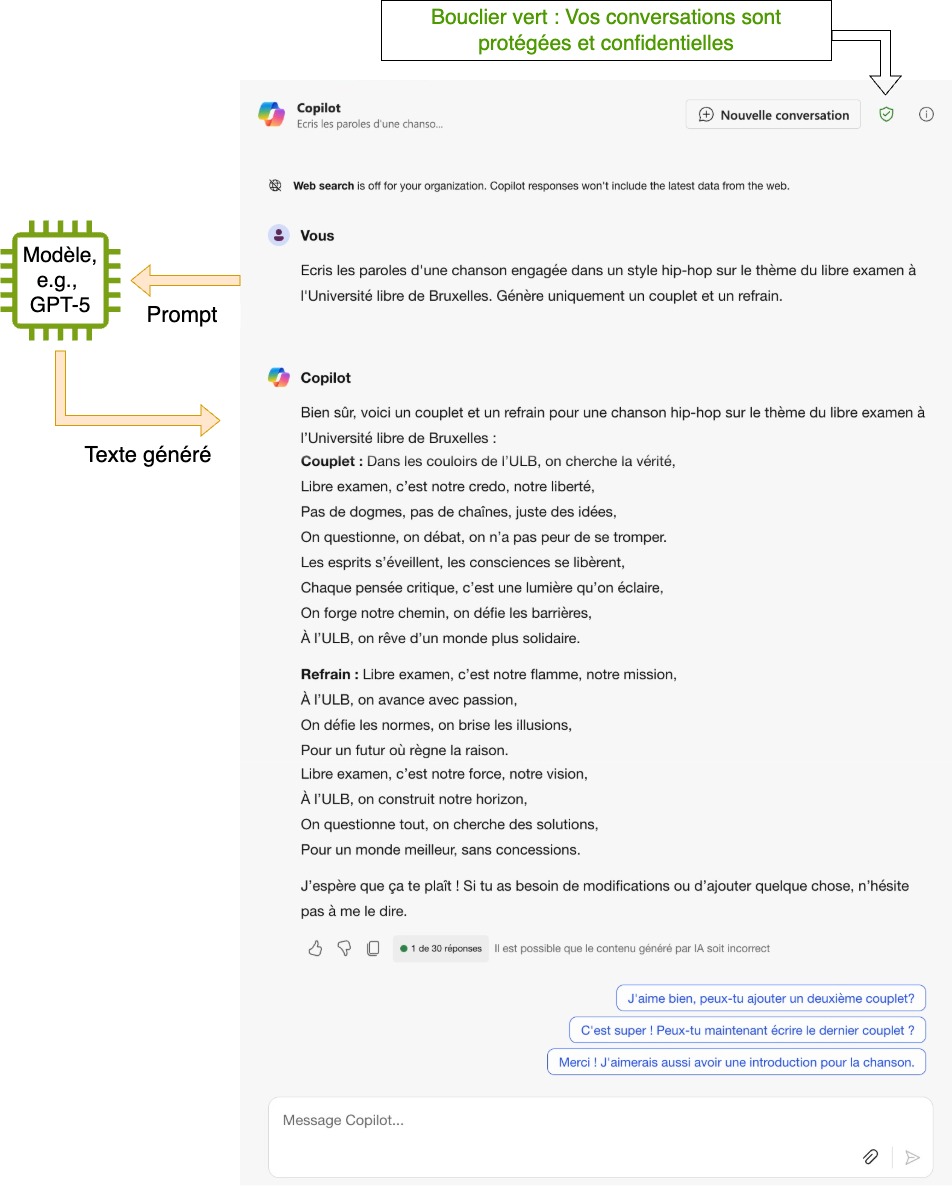 Bouclier vert : Vos conversations sont
protégées et confidentielles
Copilot
Ecris les paroles d'une chanso...
Nouvelle conversation
Web search is off for your organization. Copilot responses won't include the latest data from the web.
Vous
Ecris les paroles d'une chanson engagée dans un style hip-hop sur le thème du libre examen à
l'Université libre de Bruxelles. Génère uniquement un couplet et un refrain.
Modèle,
e.g.,
GPT-5
Prompt
Texte généré
Copilot
Bien sûr, voici un couplet et un refrain pour une chanson hip-hop sur le thème du libre examen à
l’Université libre de Bruxelles :
Couplet : Dans les couloirs de l’ULB, on cherche la vérité,
Libre examen, c’est notre credo, notre liberté,
Pas de dogmes, pas de chaînes, juste des idées,
On questionne, on débat, on n’a pas peur de se tromper.
Les esprits s’éveillent, les consciences se libèrent,
Chaque pensée critique, c’est une lumière qu’on éclaire,
On forge notre chemin, on défie les barrières,
À l’ULB, on rêve d’un monde plus solidaire.
Refrain : Libre examen, c’est notre flamme, notre mission,
À l’ULB, on avance avec passion,
On défie les normes, on brise les illusions,
Pour un futur où règne la raison.
Libre examen, c’est notre force, notre vision,
À l’ULB, on construit notre horizon,
On questionne tout, on cherche des solutions,
Pour un monde meilleur, sans concessions.
J’espère que ça te plaît ! Si tu as besoin de modifications ou d’ajouter quelque chose, n’hésite
pas à me le dire.
1 de 30 réponses
Il est possible que le contenu généré par IA soit incorrect
J'aime bien, peux-tu ajouter un deuxième couplet?
C'est super ! Peux-tu maintenant écrire le dernier couplet ?
Merci ! J'aimerais aussi avoir une introduction pour la chanson.
Message Copilot...